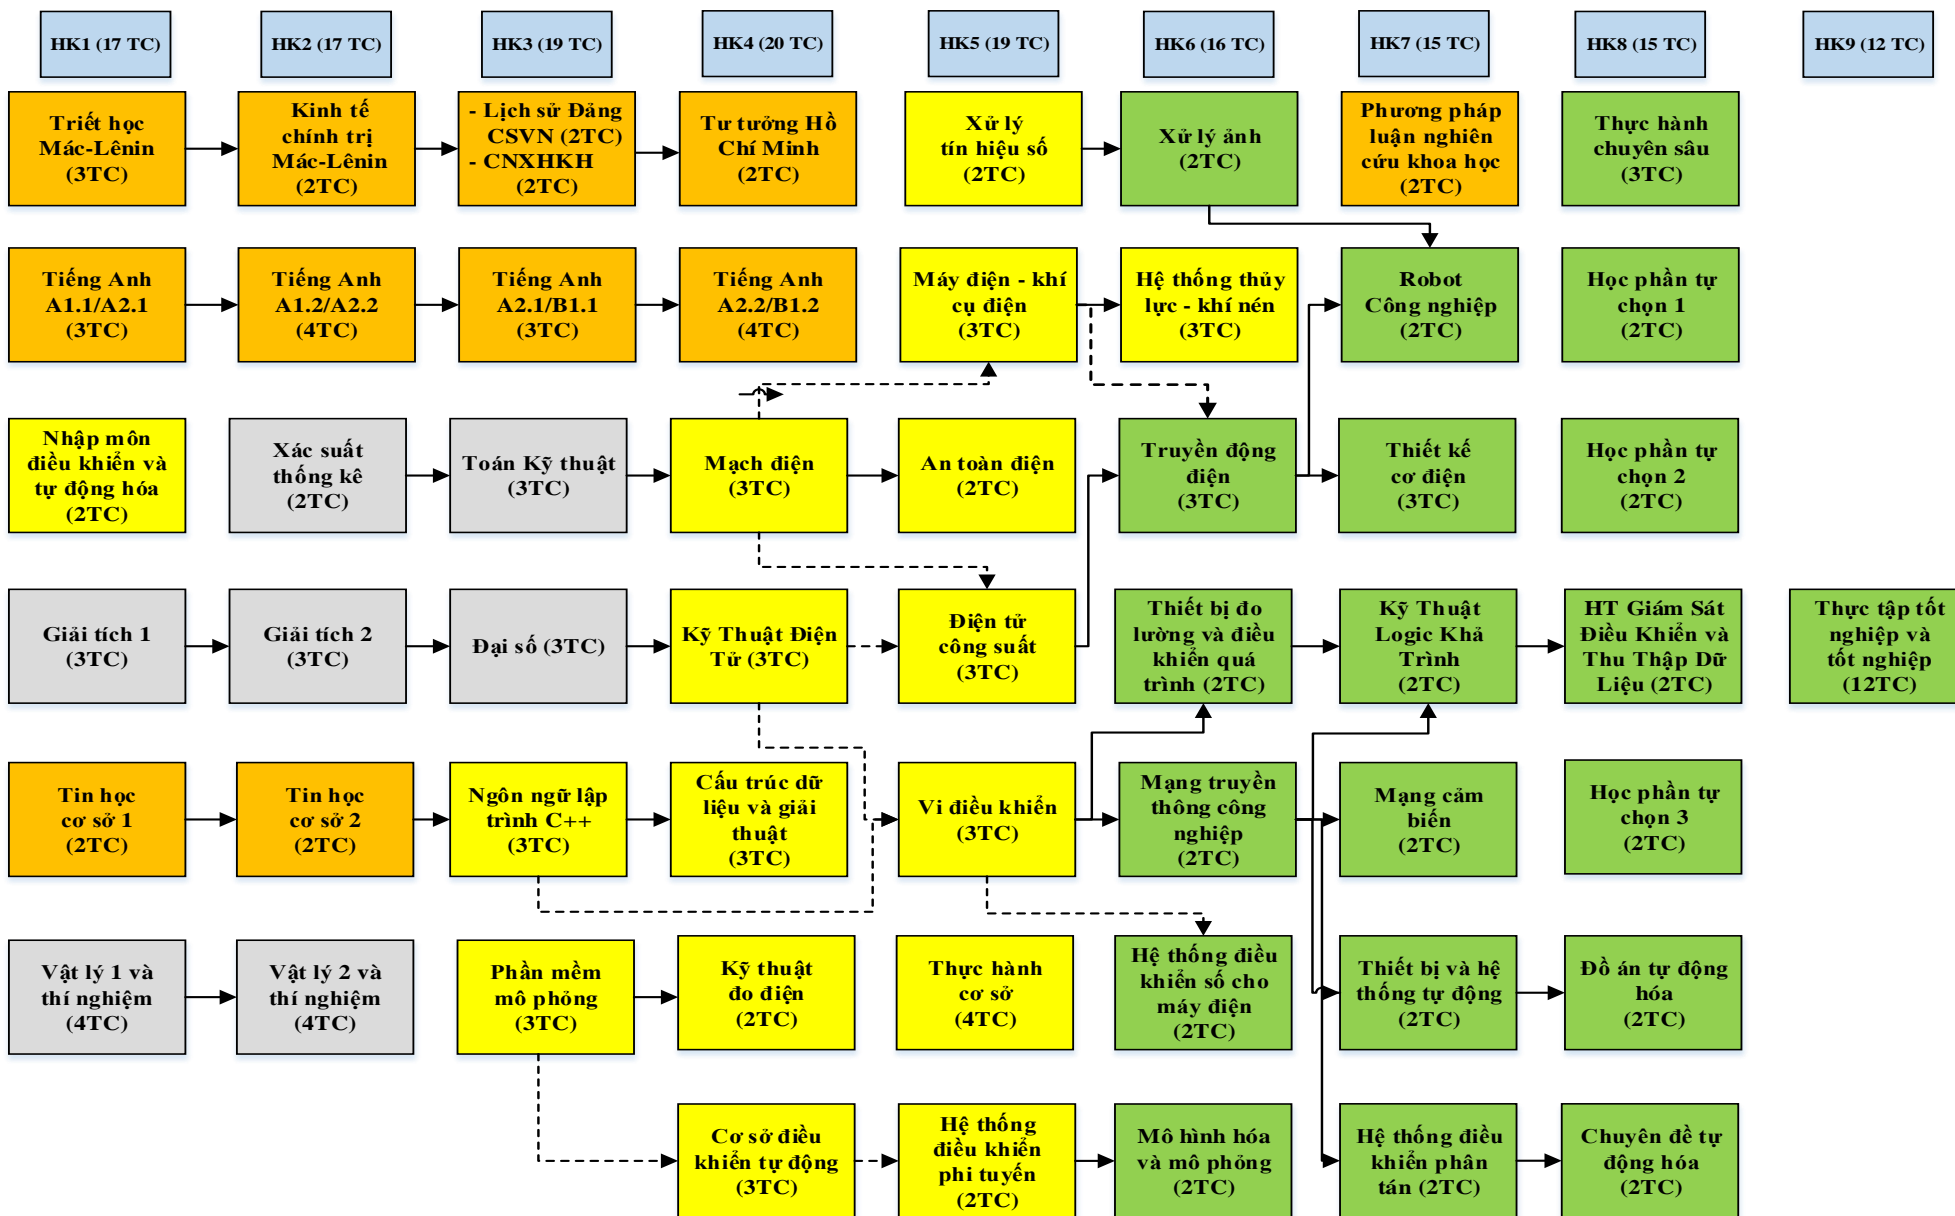 HK1 (17 TC)
HK2 (17 TC)
HK3 (19 TC)
HK4 (20 TC)
HK5 (19 TC)
HK6 (16 TC)
HK7 (15 TC)
HK8 (15 TC)
HK9 (12 TC)
Triết học
Mác-Lênin
(3TC)
Kinh tế
chính trị
Mác-Lênin
(2TC)
- Lịch sử Đảng
CSVN (2TC)
- CNXHKH
(2TC)
Tư tưởng Hồ
Chí Minh
(2TC)
Xử lý
tín hiệu số
(2TC)
Xử lý ảnh
(2TC)
Phương pháp
luận nghiên
cứu khoa học
(2TC)
Thực hành
chuyên sâu
(3TC)
Tiếng Anh
A1.1/A2.1
(3TC)
Tiếng Anh
A1.2/A2.2
(4TC)
Tiếng Anh
A2.1/B1.1
(3TC)
Tiếng Anh
A2.2/B1.2
(4TC)
Máy điện - khí
cụ điện
(3TC)
Hệ thống thủy
lực - khí nén
(3TC)
Robot
Công nghiệp
(2TC)
Học phần tự
chọn 1
(2TC)
Nhập môn
điều khiển và
tự động hóa
(2TC)
Xác suất
thống kê
(2TC)
Toán Kỹ thuật
(3TC)
Mạch điện
(3TC)
An toàn điện
(2TC)
Truyền động
điện
(3TC)
Thiết kế
cơ điện
(3TC)
Học phần tự
chọn 2
(2TC)
Giải tích 1
(3TC)
Giải tích 2
(3TC)
Đại số (3TC)
Kỹ Thuật Điện
Tử (3TC)
Điện tử
công suất
(3TC)
Thiết bị đo
lường và điều
khiển quá
trình (2TC)
Kỹ Thuật
Logic Khả
Trình
(2TC)
HT Giám Sát
Điều Khiển và
Thu Thập Dữ
Liệu (2TC)
Thực tập tốt
nghiệp và
tốt nghiệp
(12TC)
Tin học
cơ sở 1
(2TC)
Tin học
cơ sở 2
(2TC)
Ngôn ngữ lập
trình C++
(3TC)
Cấu trúc dữ
liệu và giải
thuật
(3TC)
Vi điều khiển
(3TC)
Mạng truyền
thông công
nghiệp
(2TC)
Mạng cảm
biến
(2TC)
Học phần tự
chọn 3
(2TC)
Vật lý 1 và
thí nghiệm
(4TC)
Vật lý 2 và
thí nghiệm
(4TC)
Phần mềm
mô phỏng
(3TC)
Kỹ thuật
đo điện
(2TC)
Thực hành
cơ sở
(4TC)
Hệ thống điều
khiển số cho
máy điện
(2TC)
Thiết bị và hệ
thống tự động
(2TC)
Đồ án tự động
hóa
(2TC)
Cơ sở điều
khiển tự động
(3TC)
Hệ thống
điều khiển
phi tuyến
(2TC)
Mô hình hóa
và mô phỏng
(2TC)
Hệ thống điều
khiển phân
tán (2TC)
Chuyên đề tự
động hóa
(2TC)